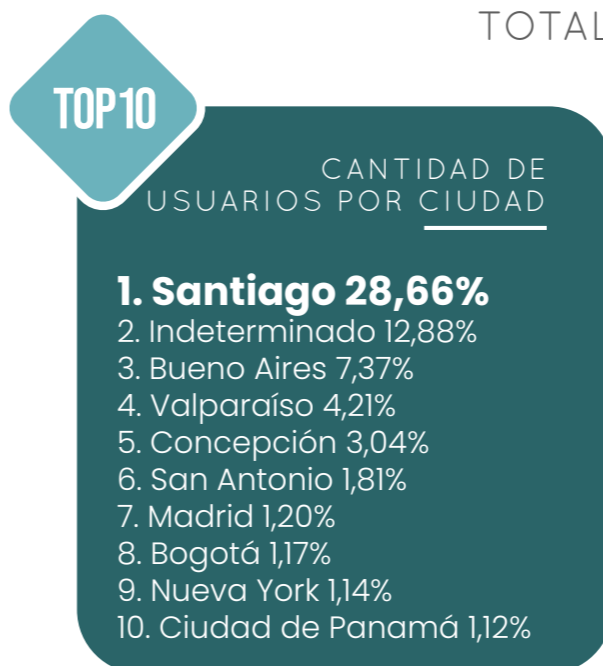 TOTAL
TOP 10
CANTIDAD DE
USUARIOS POR CIUDAD
1. Santiago 28,66%
2. Indeterminado 12,88%
3. Bueno Aires 7,37%
4. Valparaíso 4,21%
5. Concepción 3,04%
6. San Antonio 1,81%
7. Madrid 1,20%
8. Bogotá 1,17%
9. Nueva York 1,14%
10. Ciudad de Panamá 1,12%